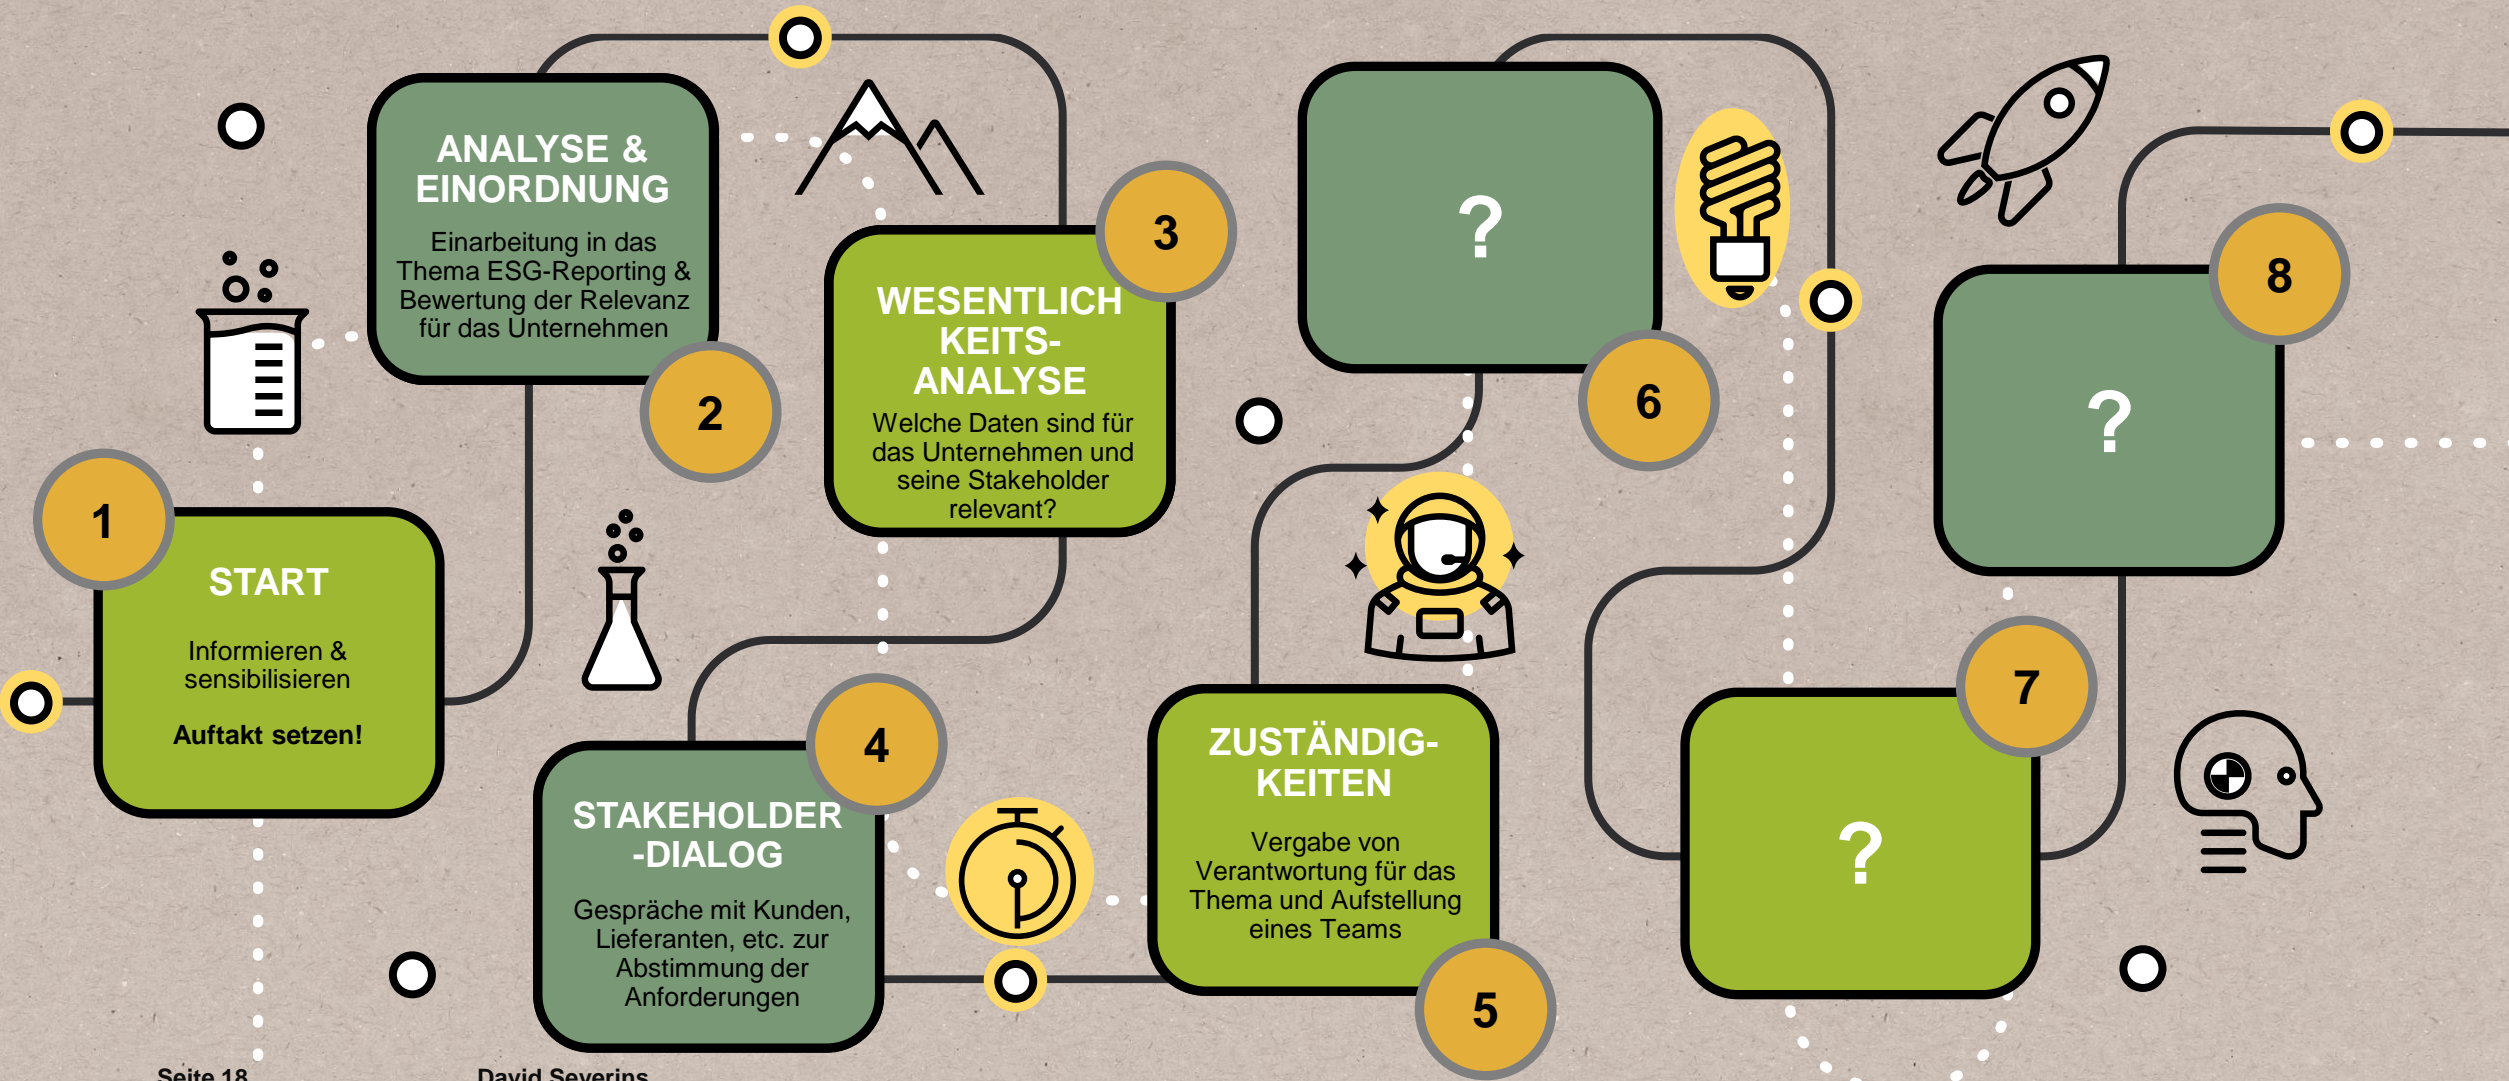 1
START
Informieren &
sensibilisieren
Auftakt setzen!
ANALYSE &
EINORDNUNG
Einarbeitung in das
Thema ESG-Reporting &
Bewertung der Relevanz
für das Unternehmen
2
3
WESENTLICH
KEITS-
ANALYSE
Welche Daten sind für
das Unternehmen und
seine Stakeholder
relevant?
4
STAKEHOLDER
-DIALOG
Gespräche mit Kunden,
Lieferanten, etc. zur
Abstimmung der
Anforderungen
ZUSTÄNDIG-
KEITEN
Vergabe von
Verantwortung für das
Thema und Aufstellung
eines Teams
5
?
6
7
?
8
?
Seite 18
David Severins